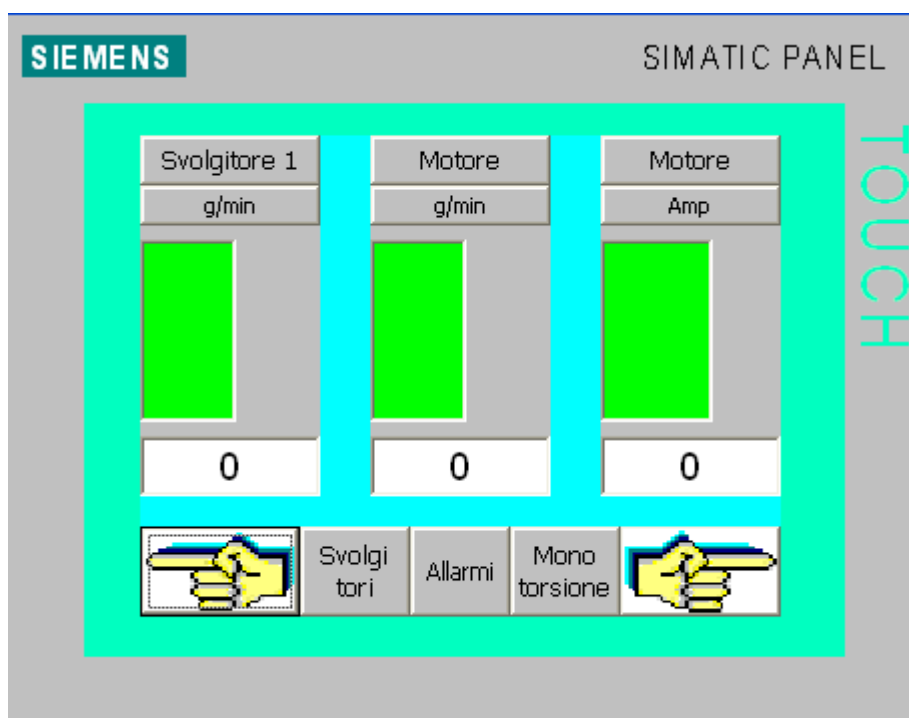 SIEMENS
SIMATIC PANEL
TOUCH
Svolgitore 1
Motore
Motore
g/min
g/min
Amp
0
0
0
Svolgi
tori
Allarmi
Mono
torsione